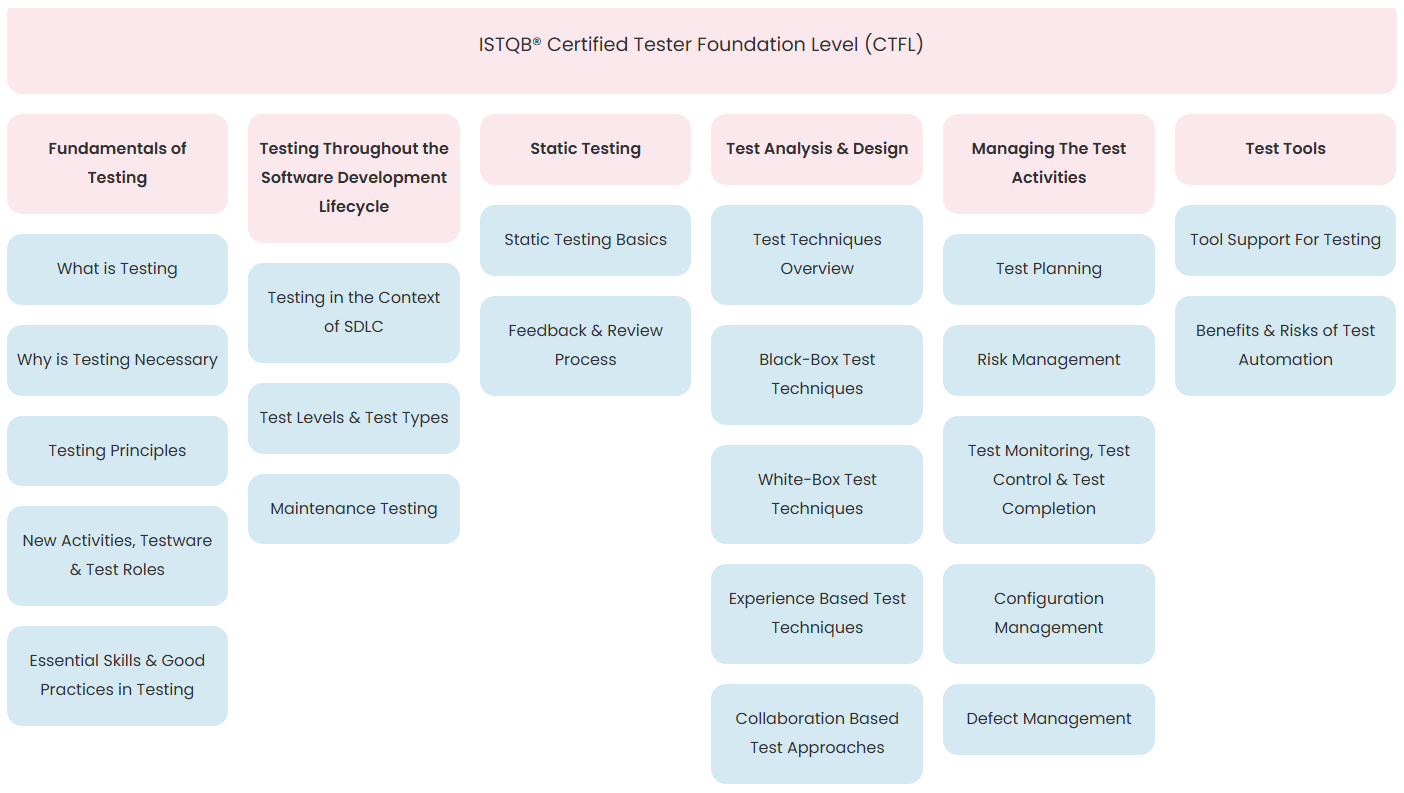 ISTQB® Certified Tester Foundation Level (CTFL)
Fundamentals of
Testing
What is Testing
Why is Testing Necessary
Testing Principles
New Activities, Testware
& Test Roles
Essential Skills & Good
Practices in Testing
Testing Throughout the
Software Development
Lifecycle
Testing in the Context
of SDLC
Test Levels & Test Types
Maintenance Testing
Static Testing
Static Testing Basics
Feedback & Review
Process
Test Analysis & Design
Test Techniques
Overview
Black-Box Test
Techniques
White-Box Test
Techniques
Experience Based Test
Techniques
Collaboration Based
Test Approaches
Managing The Test
Activities
Test Planning
Risk Management
Test Monitoring, Test
Control & Test
Completion
Configuration
Management
Defect Management
Test Tools
Tool Support For Testing
Benefits & Risks of Test
Automation